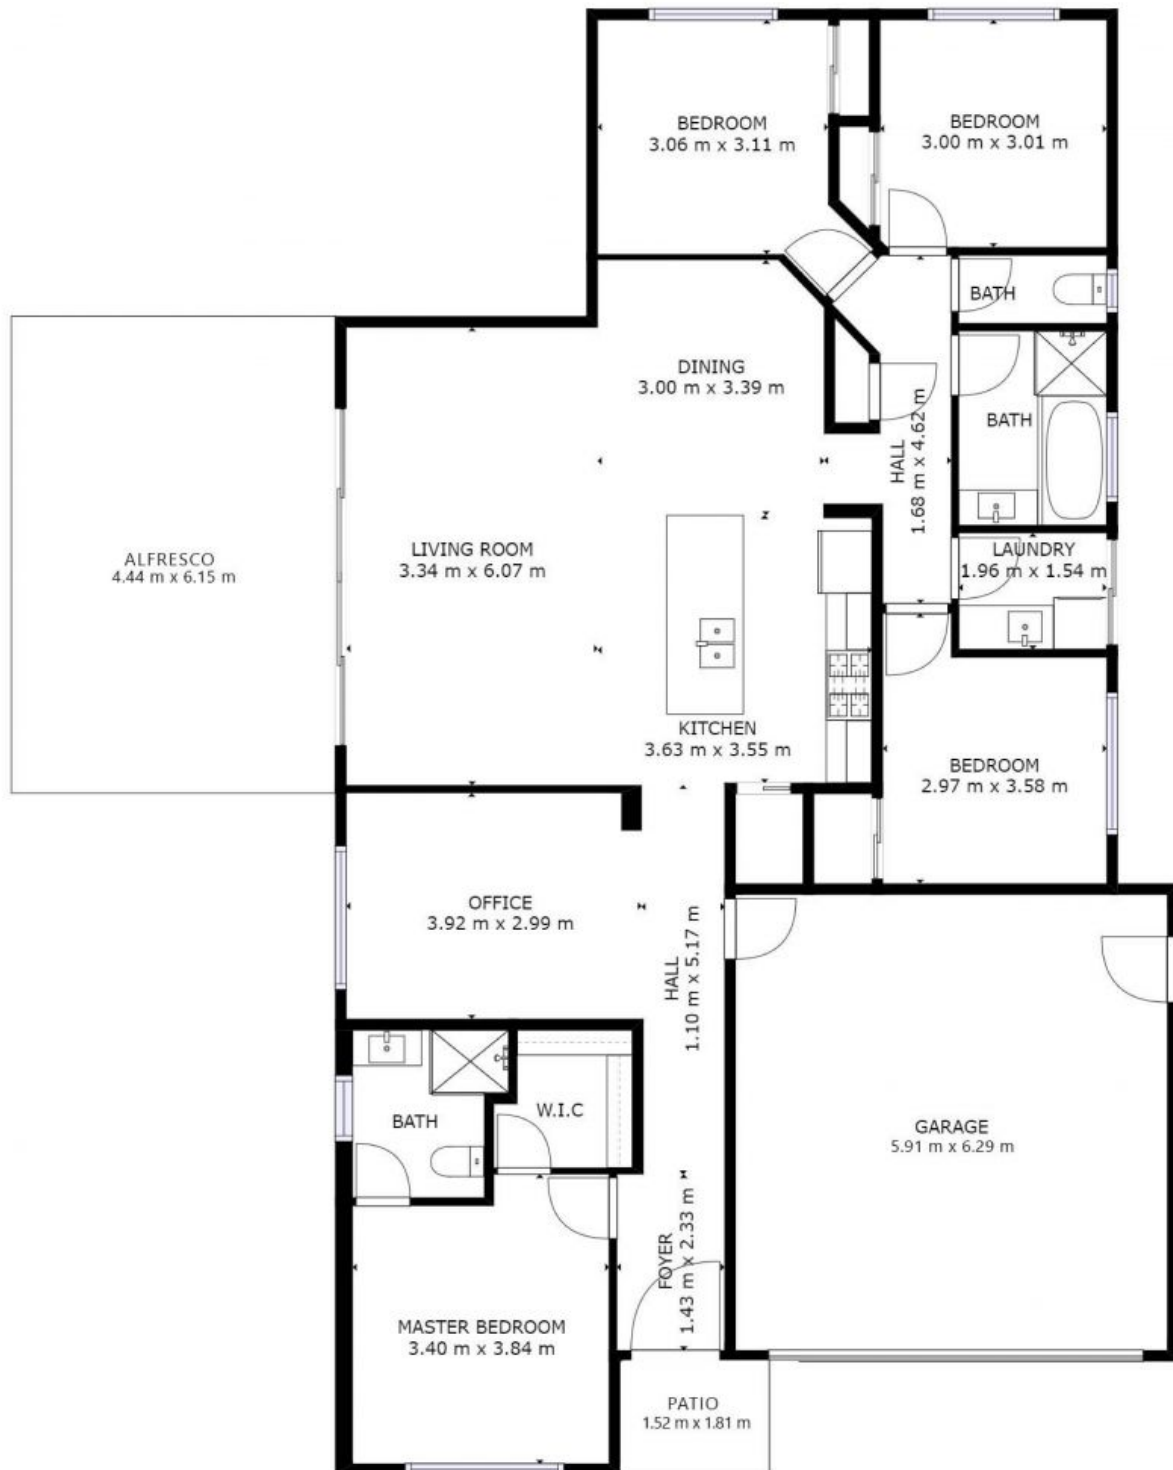 BEDROOM
3.06 m x 3.11 m
BEDROOM
3.00 m x 3.01 m
BATH
DINING
3.00 m x 3.39 m
BATH
HALL
1.68 m x 4.62 m
ALFRESCO
4.44 m x 6.15 m
LIVING ROOM
3.34 m x 6.07 m
LAUNDRY
1.96 m x 1.54 m
KITCHEN
3.63 m x 3.55 m
BEDROOM
2.97 m x 3.58 m
OFFICE
3.92 m x 2.99 m
HALL
1.10 m x 5.17 m
BATH
W.I.C
GARAGE
5.91 m x 6.29 m
FOYER
1.43 m x 2.33 m
MASTER BEDROOM
3.40 m x 3.84 m
PATIO
1.52 m x 1.81 m